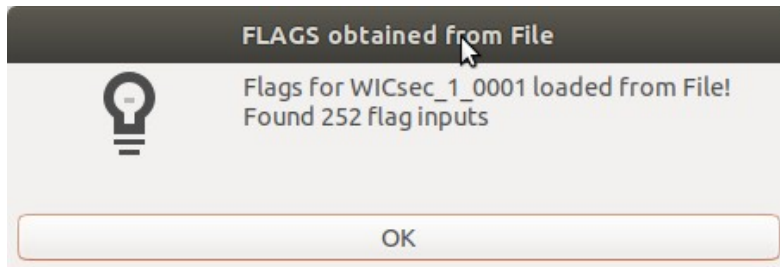 FLAGS obtained from File
Flags for WICsec_1_0001 loaded from File!
Found 252 flag inputs
OK